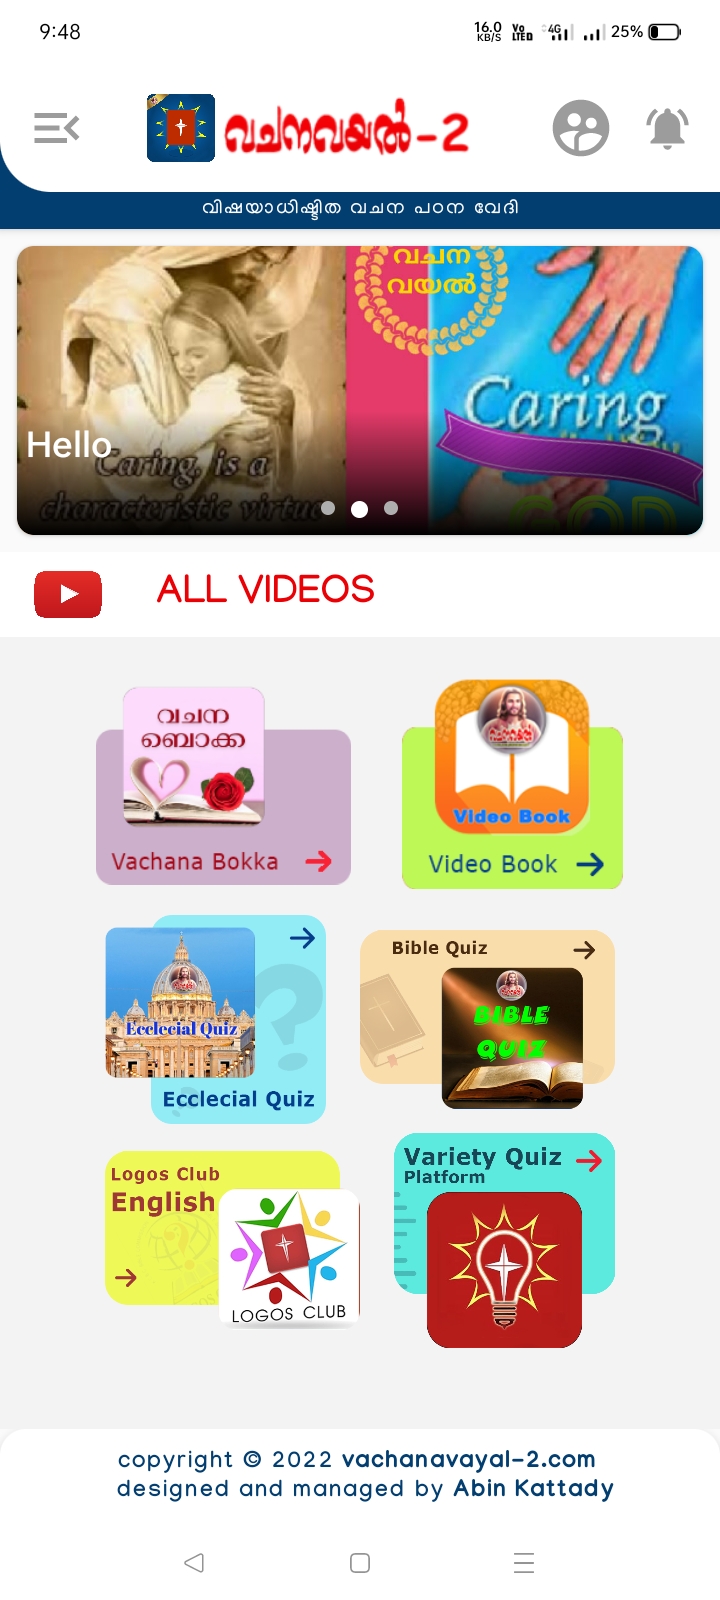 9:48
16.0 KB/S Vo LTED 4G 25%
വചനവയൽ-2
വിഷയാധിഷ്ടിത വചന പഠന വേദി
വചന
വയൽ
Caring
Hello
Caring, is a
characteristic virtue
GOD
ALL VIDEOS
വചന
ബൊക്ക
Vachana Bokka
Video Book
Video Book
Ecclecial Quiz
Ecclecial Quiz
Bible Quiz
BIBLE
QUIZ
Logos Club
English
LOGOS CLUB
Variety Quiz
Platform
copyright © 2022 vachanavayal-2.com
designed and managed by Abin Kattady